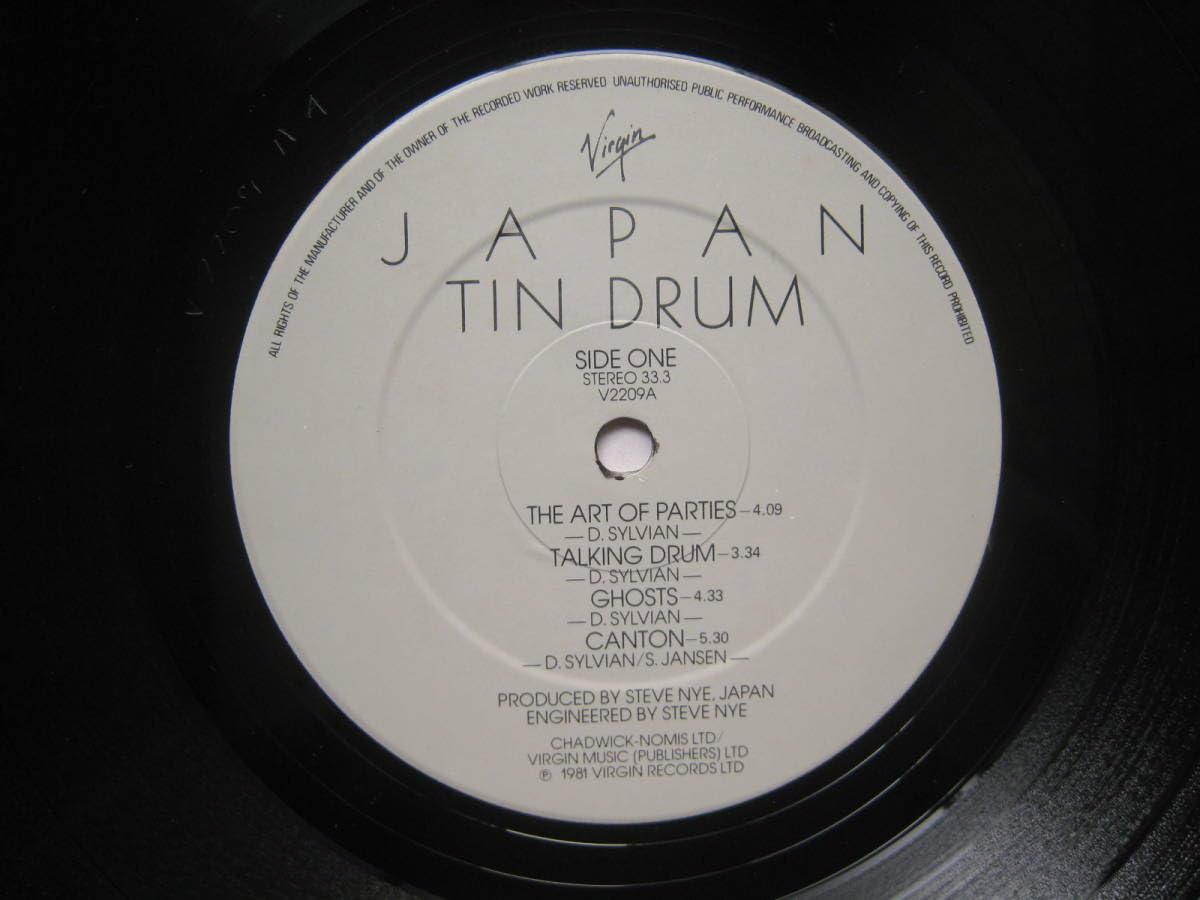 ALL RIGHTS OF THE MANUFACTURER AND OF THE OWNER OF THE RECORDED WORK RESERVED UNAUTHORISED PUBLIC PERFORMANCE BROADCASTING AND COPYING OF THIS RECORD PROHIBITED
Virgin
JAPAN
TIN DRUM
SIDE ONE
STEREO 33.3
V2209A
THE ART OF PARTIES–4.09
— D. SYLVIAN —
TALKING DRUM–3.34
— D. SYLVIAN —
GHOSTS–4.33
— D. SYLVIAN —
CANTON–5.30
— D. SYLVIAN/S. JANSEN —
PRODUCED BY STEVE NYE, JAPAN
ENGINEERED BY STEVE NYE
CHADWICK-NOMIS LTD/
VIRGIN MUSIC (PUBLISHERS) LTD
℗ 1981 VIRGIN RECORDS LTD